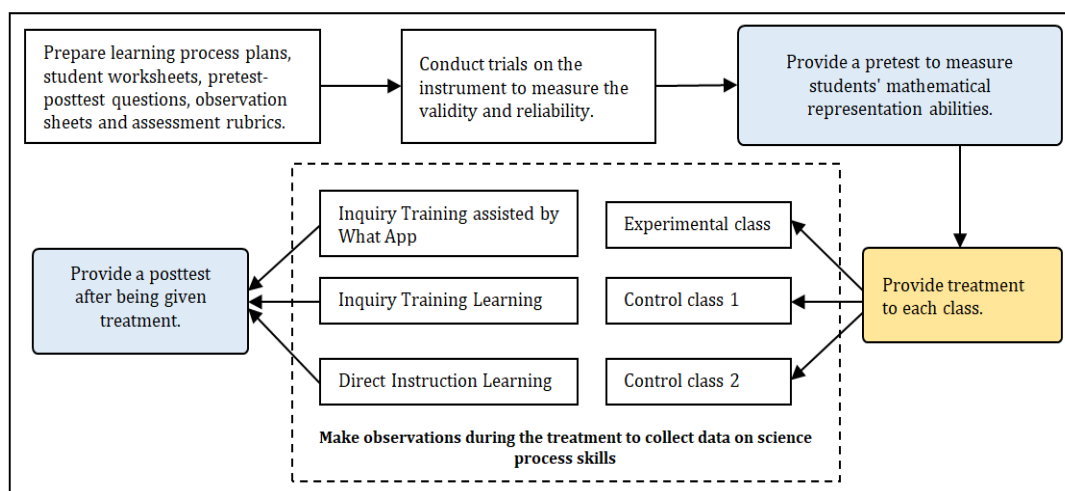 Prepare learning process plans,
student worksheets, pretest-
posttest questions, observation
sheets and assessment rubrics.
Conduct trials on the
instrument to measure the
validity and reliability.
Provide a pretest to measure
students' mathematical
representation abilities.
Inquiry Training assisted by
What App
Experimental class
Provide a posttest
after being given
treatment.
Inquiry Training Learning
Control class 1
Provide treatment
to each class.
Direct Instruction Learning
Control class 2
Make observations during the treatment to collect data on science
process skills